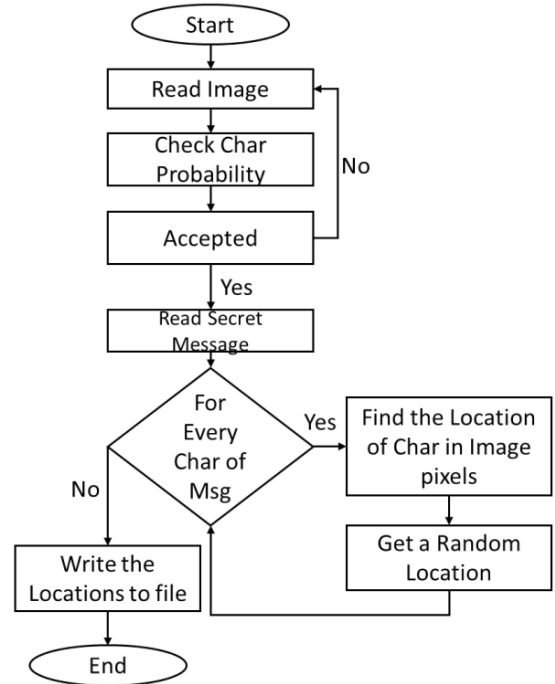 Start
Read Image
Check Char
Probability
No
Accepted
Yes
Read Secret
Message
For
Every
Char of
Msg
Yes
Find the Location
of Char in Image
pixels
No
Get a Random
Location
Write the
Locations to file
End